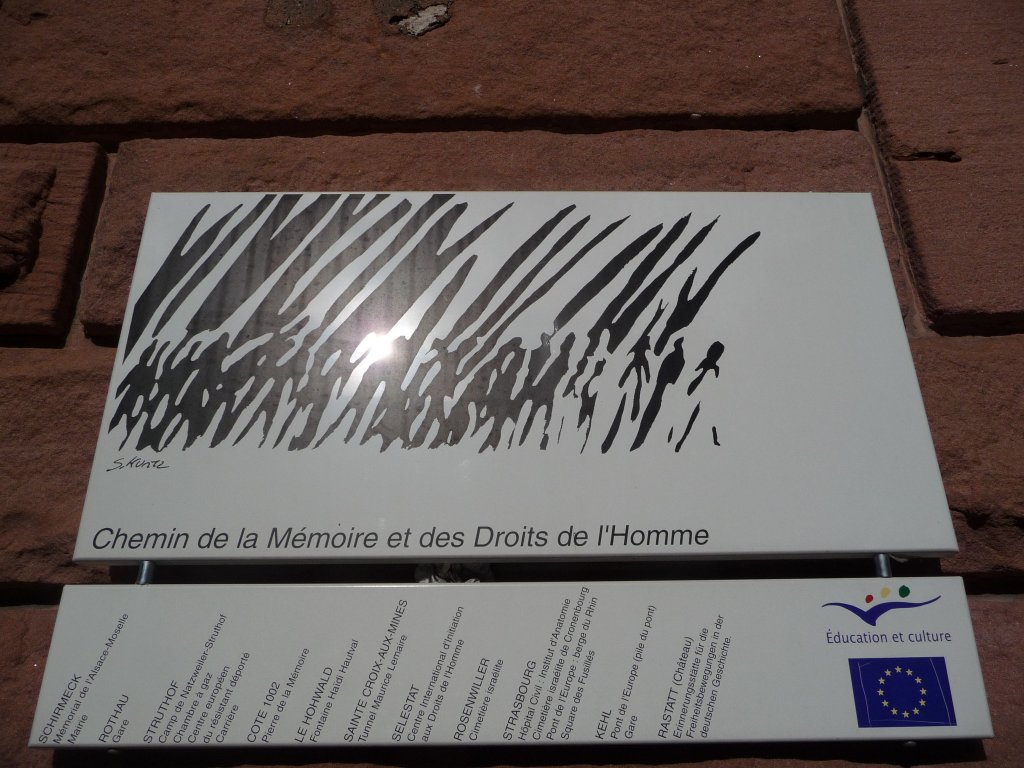 S. Kuntz
Chemin de la Mémoire et des Droits de l'Homme
SCHIRMECK
Mémorial de l'Alsace-Moselle
Mairie
ROTHAU
Gare
STRUTHOF
Camp de Natzweiler-Struthof
Chambre à gaz
Centre européen
du résistant déporté
Carrière
COTE 1002
Pierre de la Mémoire
LE HOHWALD
Fontaine Haïdi Hautval
SAINTE CROIX-AUX-MINES
Tunnel Maurice Lemaire
SELESTAT
Centre International d'Initiation
aux Droits de l'Homme
ROSENWILLER
Cimetière israélite
STRASBOURG
Hôpital Civil : Institut d'Anatomie
Cimetière israélite de Cronenbourg
Pont de l'Europe : berge du Rhin
Square des Fusillés
KEHL
Pont de l'Europe (pile du pont)
Gare
RASTATT (Château)
Erinnerungsstätte für die
Freiheitsbewegungen in der
deutschen Geschichte.
Éducation et culture